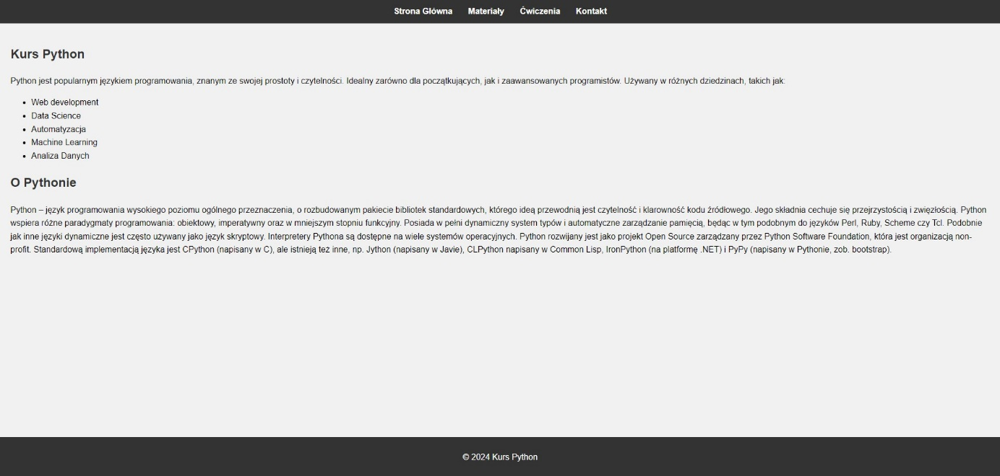 Strona Główna Materiały Ćwiczenia Kontakt
Kurs Python
Python jest popularnym językiem programowania, znanym ze swojej prostoty i czytelności. Idealny zarówno dla początkujących, jak i zaawansowanych programistów. Używany w różnych dziedzinach, takich jak:
• Web development
• Data Science
• Automatyzacja
• Machine Learning
• Analiza Danych
O Pythonie
Python – język programowania wysokiego poziomu ogólnego przeznaczenia, o rozbudowanym pakiecie bibliotek standardowych, którego ideą przewodnią jest czytelność i klarowność kodu źródłowego. Jego składnia cechuje się przejrzystością i zwięzłością. Python
wspiera różne paradygmaty programowania: obiektowy, imperatywny oraz w mniejszym stopniu funkcyjny. Posiada w pełni dynamiczny system typów i automatyczne zarządzanie pamięcią, będąc w tym podobnym do języków Perl, Ruby, Scheme czy Tcl. Podobnie
jak inne języki dynamiczne jest często używany jako język skryptowy. Interpretery Pythona są dostępne na wiele systemów operacyjnych. Python rozwijany jest jako projekt Open Source zarządzany przez Python Software Foundation, która jest organizacją non-
profit. Standardową implementacją języka jest CPython (napisany w C), ale istnieją też inne, np. Jython (napisany w Javie), CLPython napisany w Common Lisp, IronPython (na platformę .NET) i PyPy (napisany w Pythonie, zob. bootstrap).
© 2024 Kurs Python